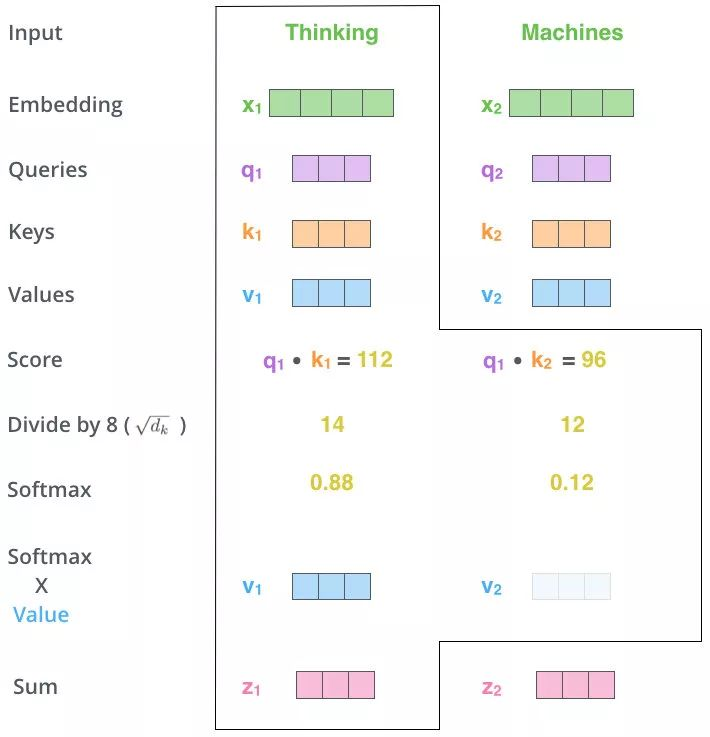 Input Thinking Machines
Embedding x₁ x₂
Queries q₁ q₂
Keys k₁ k₂
Values v₁ v₂
Score q₁ • k₁ = 112 q₁ • k₂ = 96
Divide by 8 ( √dₖ ) 14 12
Softmax 0.88 0.12
Softmax
X v₁ v₂
Value
Sum z₁ z₂